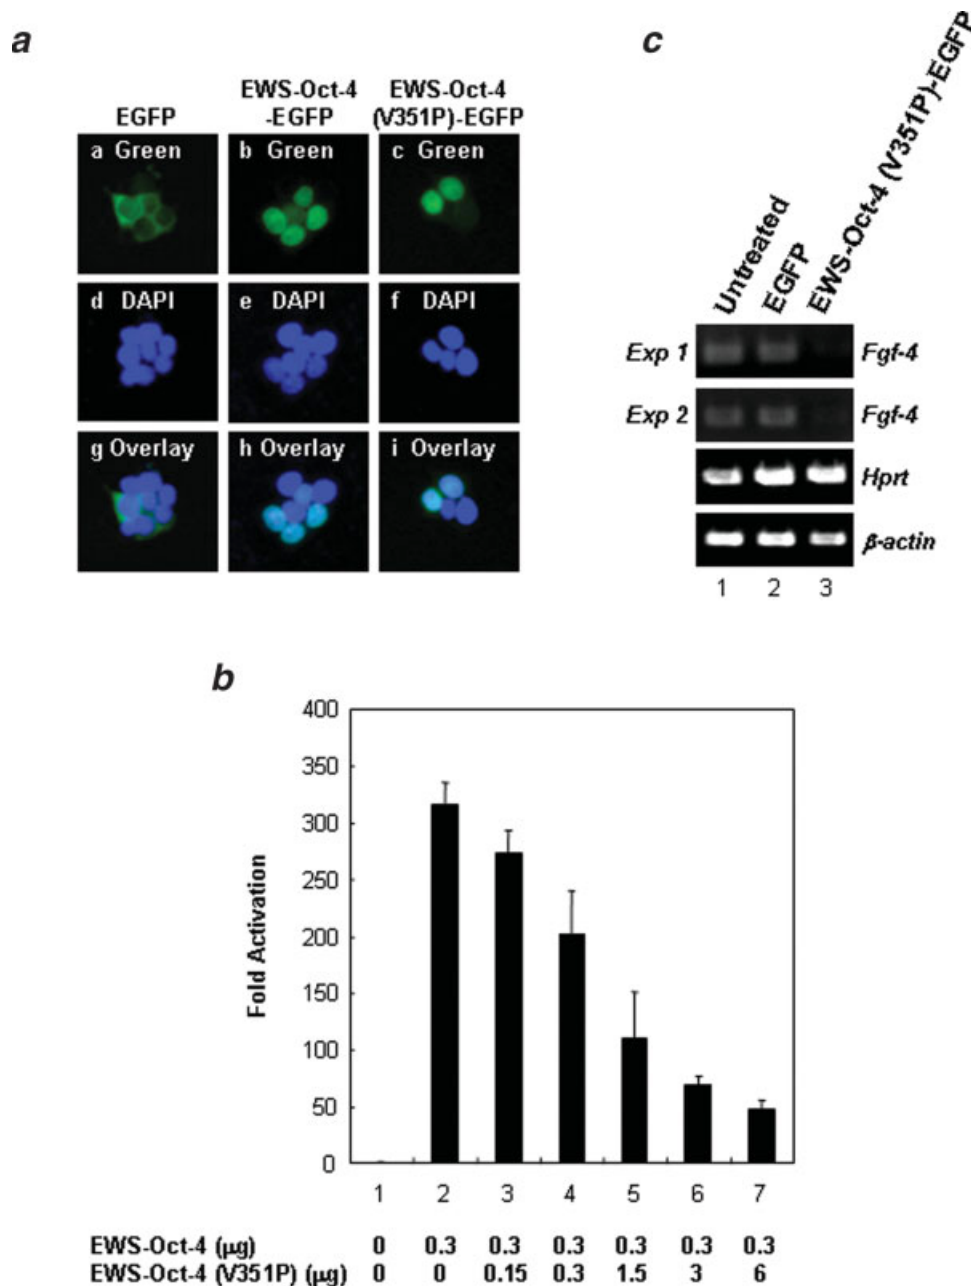 a
EGFP
EWS-Oct-4
-EGFP
EWS-Oct-4
(V351P)-EGFP
a Green
b Green
c Green
d DAPI
e DAPI
f DAPI
g Overlay
h Overlay
i Overlay
c
Untreated
EGFP
EWS-Oct-4 (V351P)-EGFP
Exp 1
Fgf-4
Exp 2
Fgf-4
Hprt
β-actin
1 2 3
b
Fold Activation
400
350
300
250
200
150
100
50
0
1 2 3 4 5 6 7
EWS-Oct-4 (μg) 0 0.3 0.3 0.3 0.3 0.3 0.3
EWS-Oct-4 (V351P) (μg) 0 0 0.15 0.3 1.5 3 6